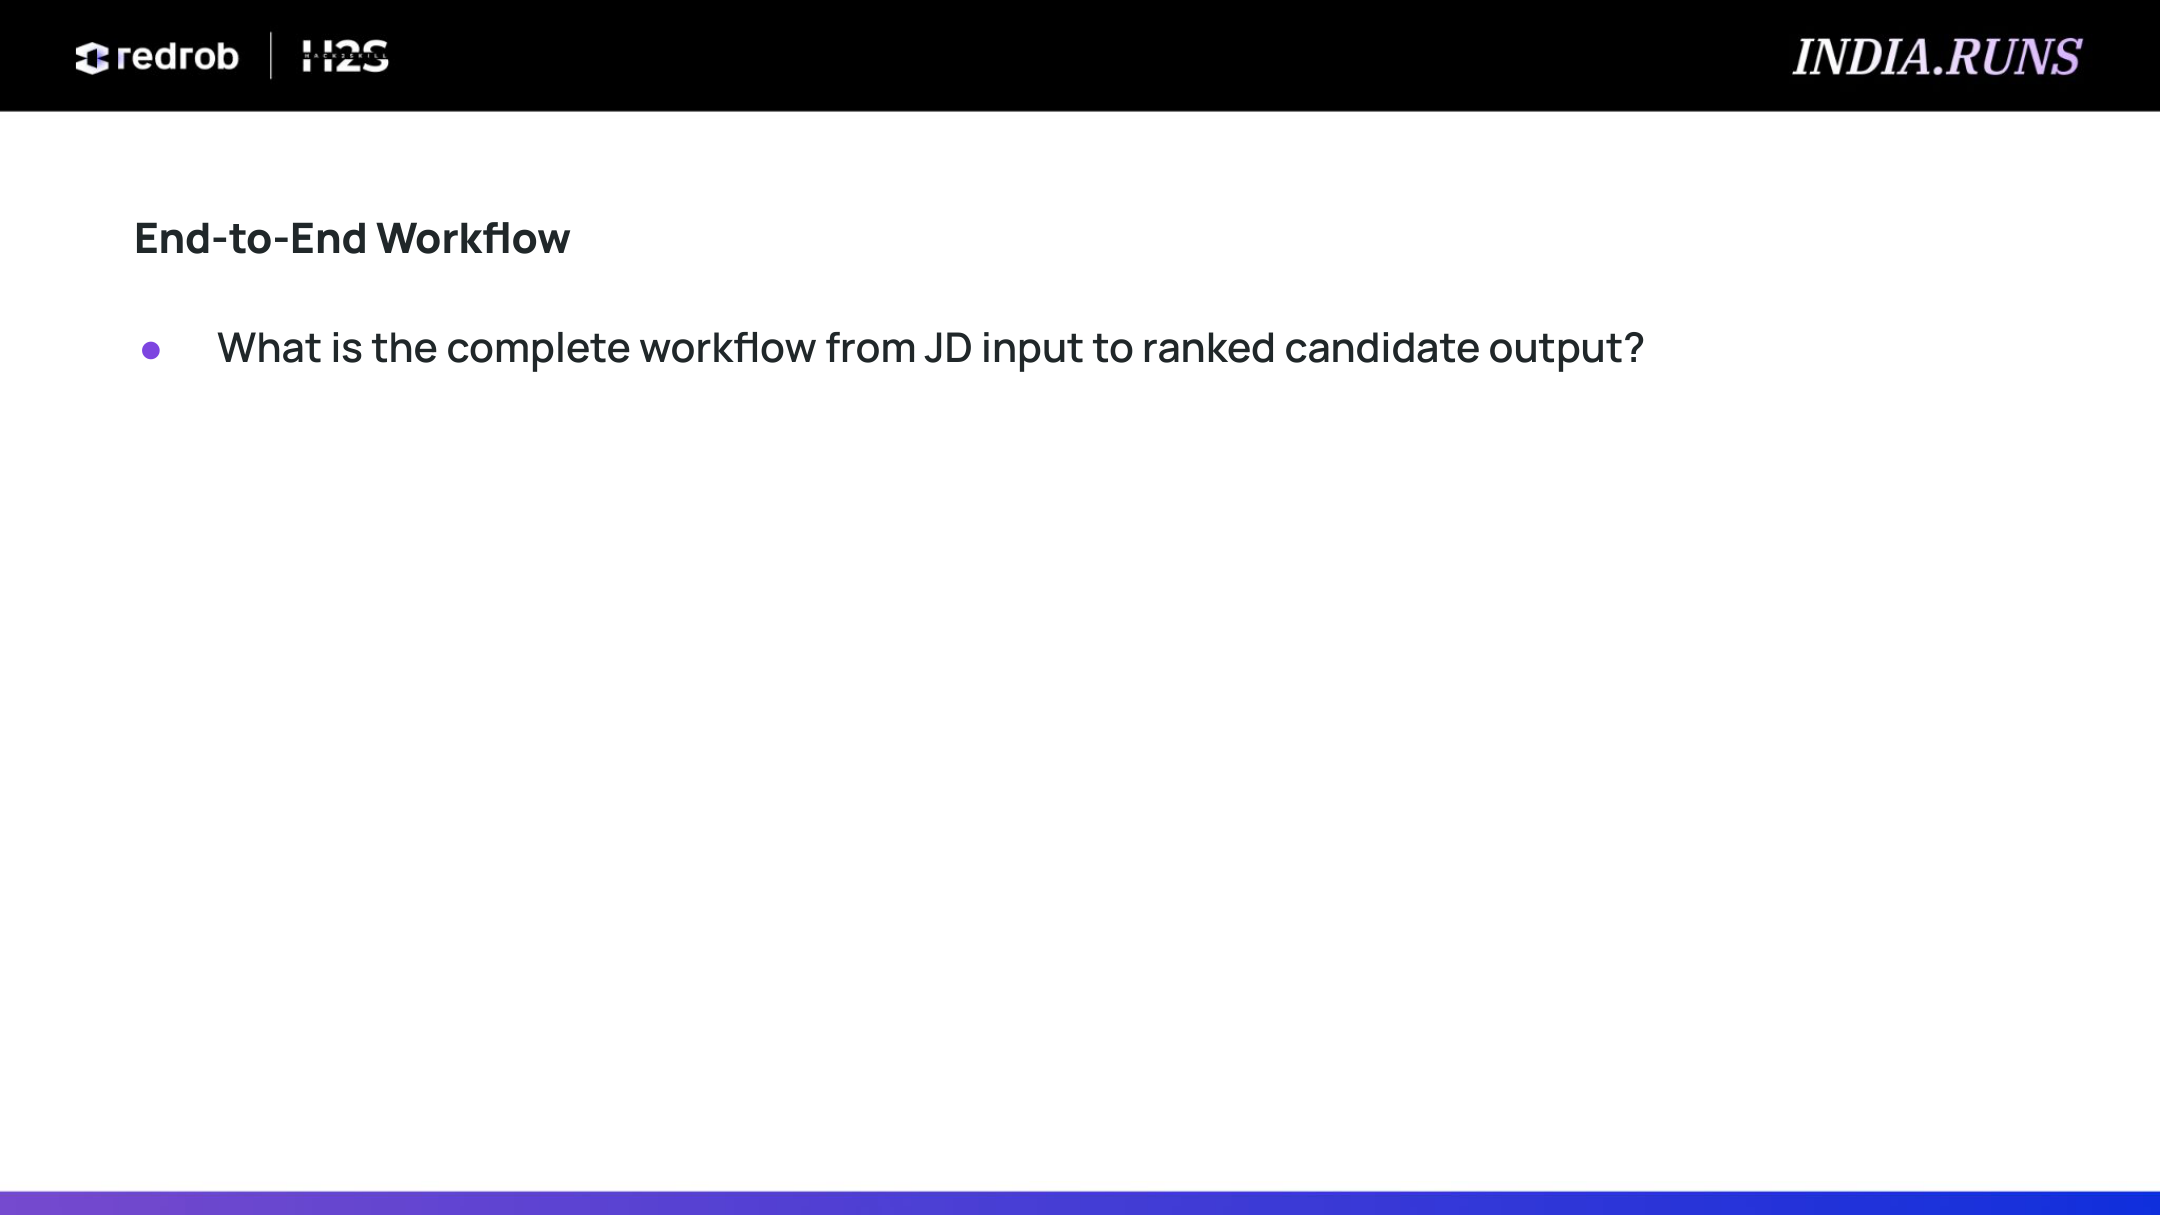 redrob
H2S
HACK2SKILL
INDIA.RUNS
End-to-End Workflow
● What is the complete workflow from JD input to ranked candidate output?